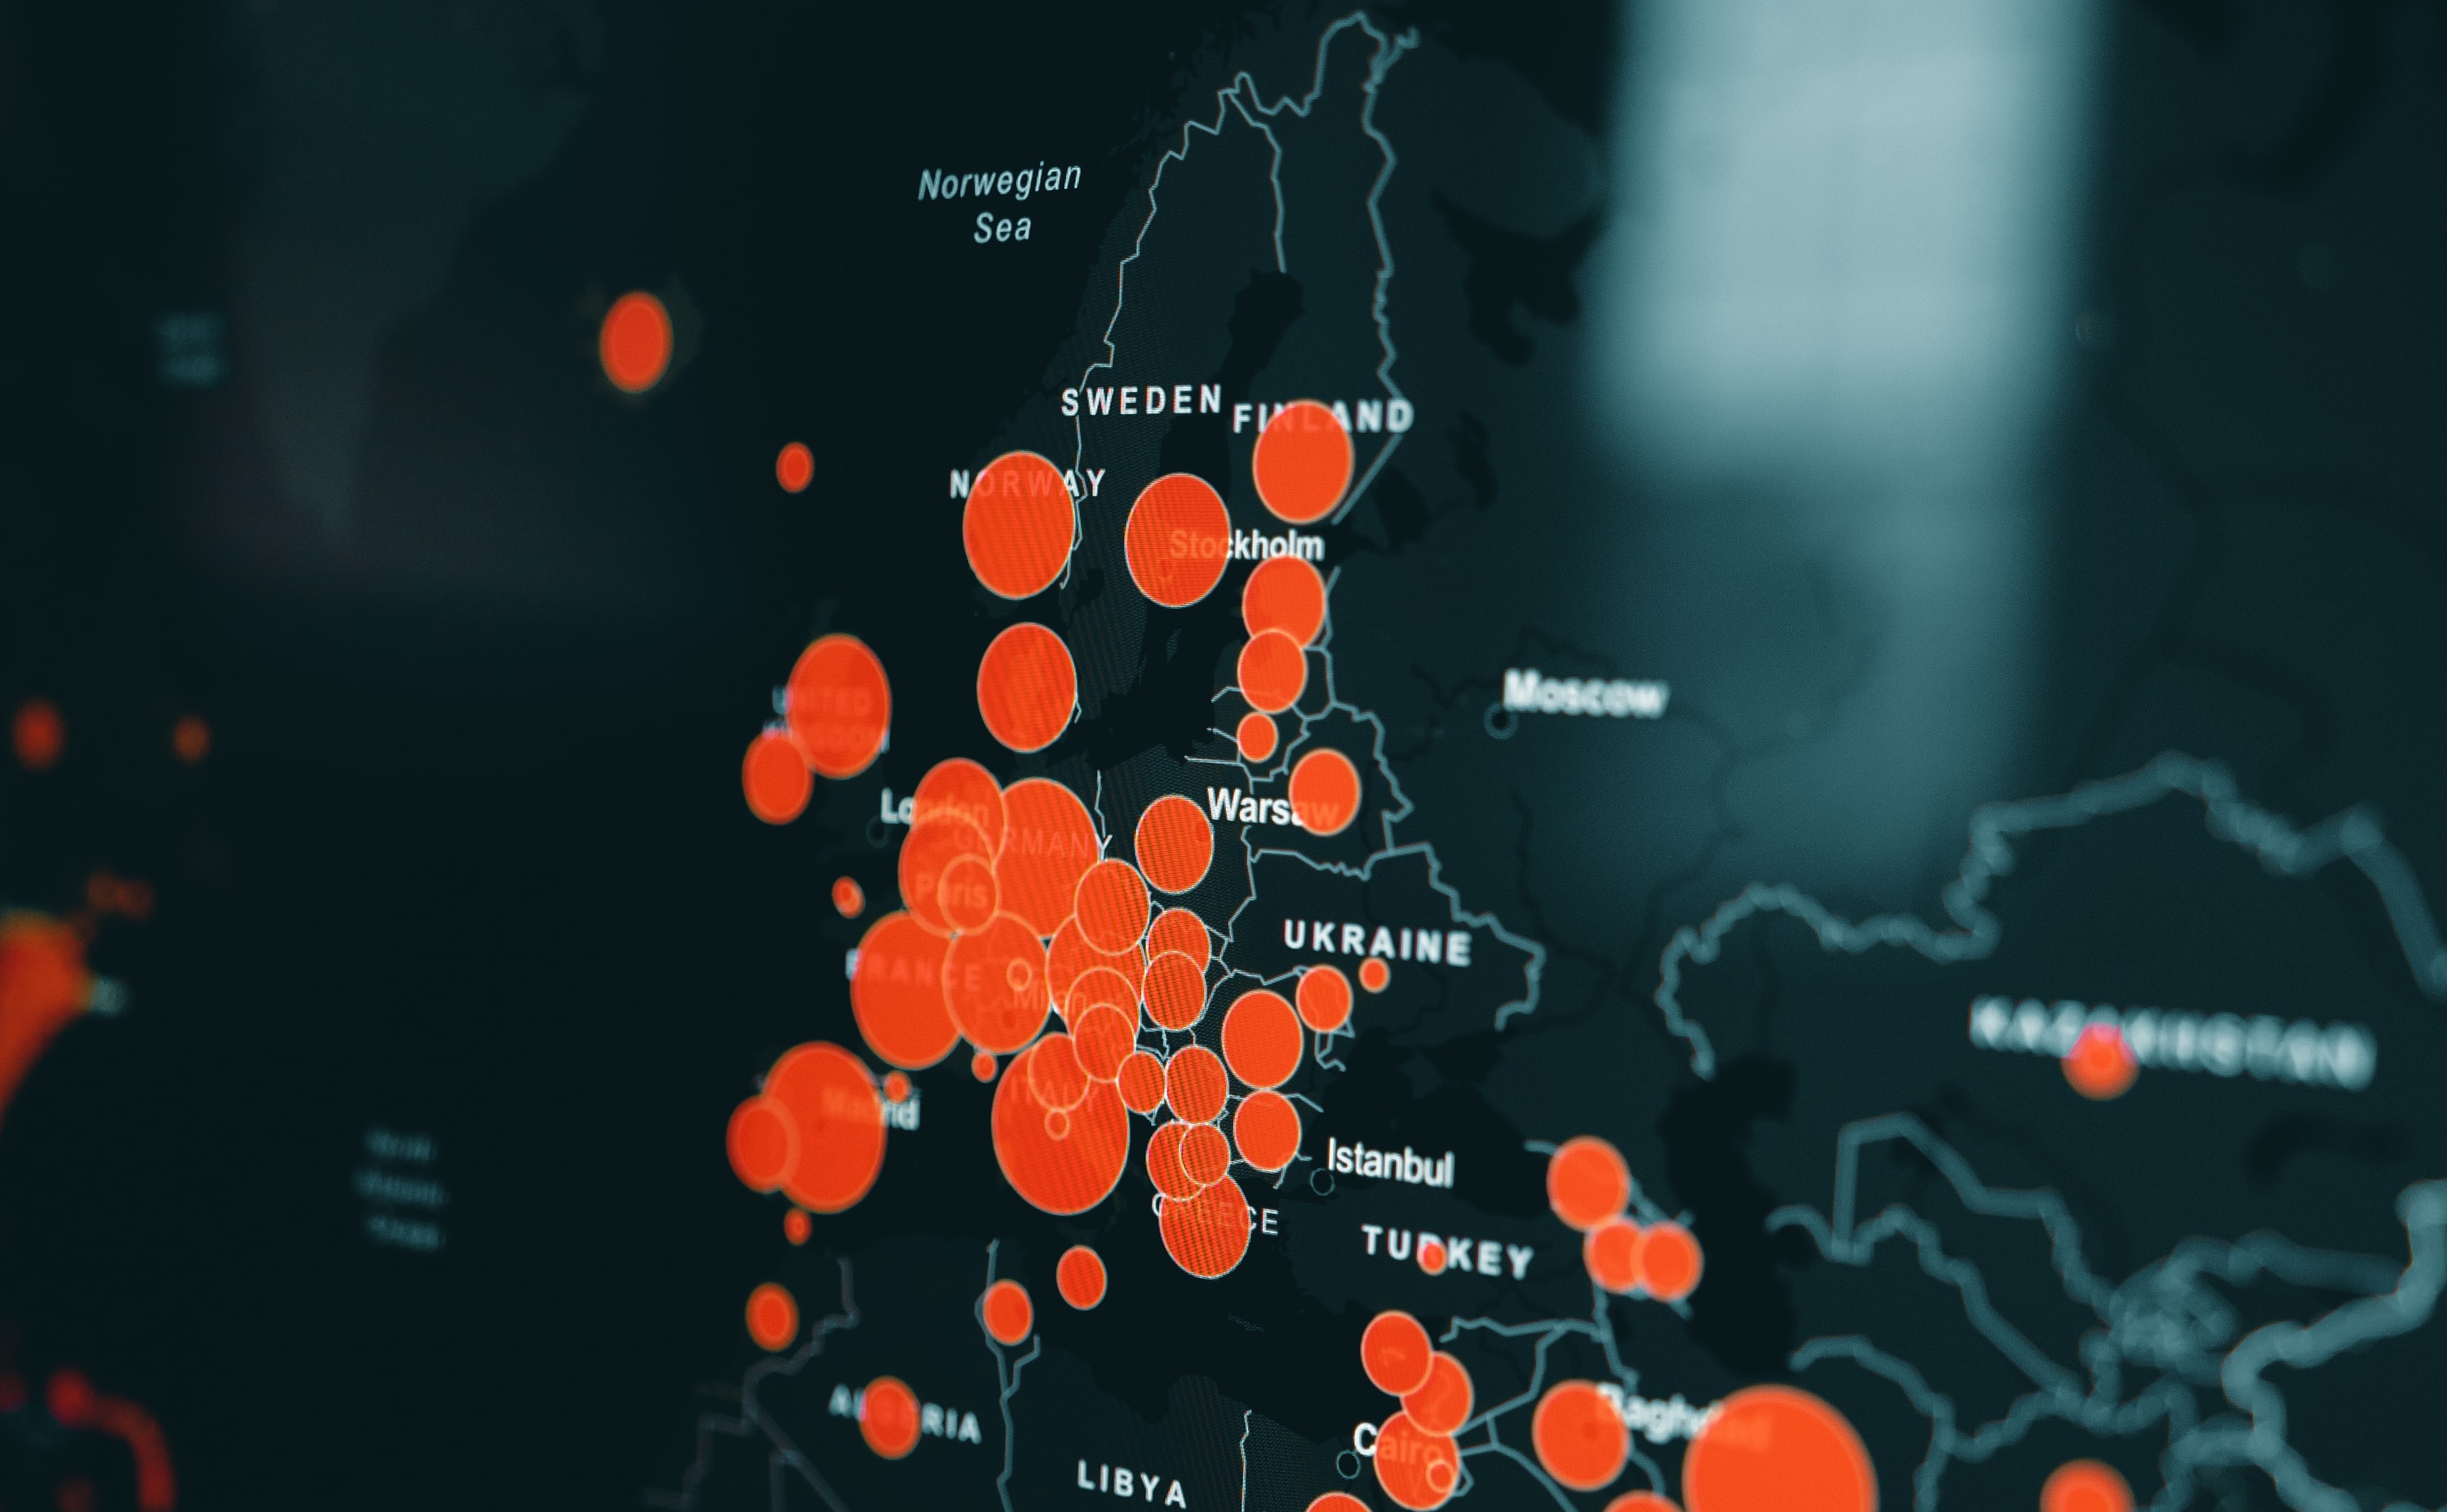 Norwegian
Sea
SWEDEN
FINLAND
NORWAY
Stockholm
UNITED
KINGDOM
Moscow
London
Warsaw
GERMANY
Paris
UKRAINE
FRANCE
Milan
KAZAKHSTAN
ITALY
Madrid
Istanbul
GREECE
TURKEY
ALGERIA
Baghdad
Cairo
LIBYA